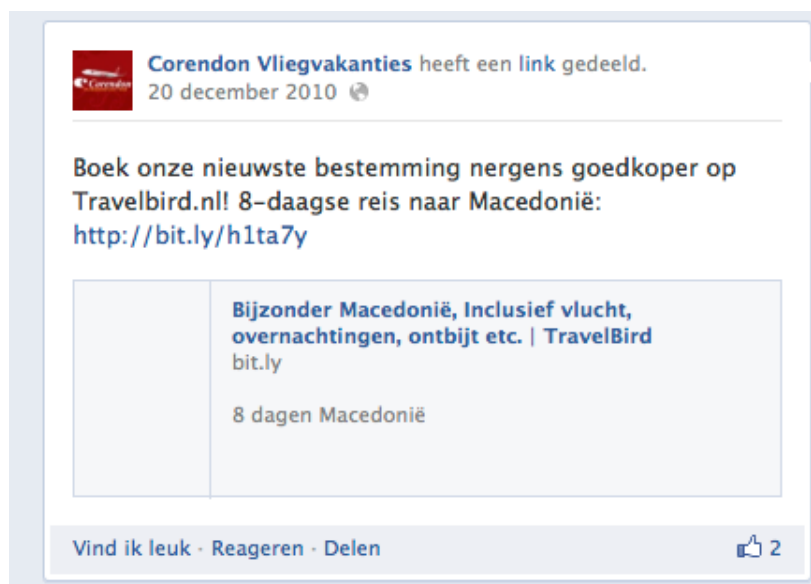 Corendon
Corendon Vliegvakanties heeft een link gedeeld.
20 december 2010
Boek onze nieuwste bestemming nergens goedkoper op
Travelbird.nl! 8-daagse reis naar Macedonië:
http://bit.ly/h1ta7y
Bijzonder Macedonië, Inclusief vlucht,
overnachtingen, ontbijt etc. | TravelBird
bit.ly
8 dagen Macedonië
Vind ik leuk · Reageren · Delen 2